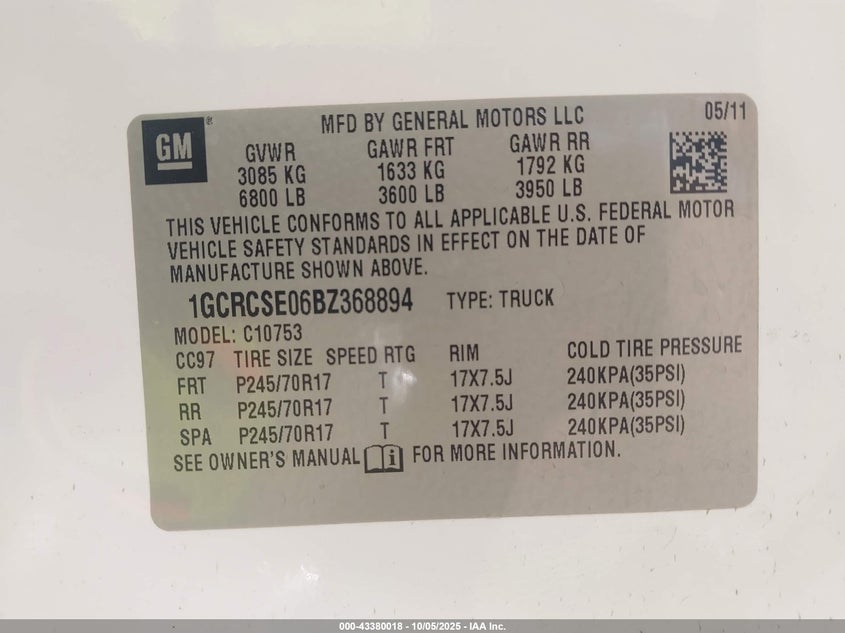 GM®
MFD BY GENERAL MOTORS LLC 05/11
GVWR GAWR FRT GAWR RR
3085 KG 1633 KG 1792 KG
6800 LB 3600 LB 3950 LB
THIS VEHICLE CONFORMS TO ALL APPLICABLE U.S. FEDERAL MOTOR
VEHICLE SAFETY STANDARDS IN EFFECT ON THE DATE OF
MANUFACTURE SHOWN ABOVE.
1GCRCSE06BZ368894 TYPE: TRUCK
MODEL: C10753
CC97 TIRE SIZE SPEED RTG RIM COLD TIRE PRESSURE
FRT P245/70R17 T 17X7.5J 240KPA(35PSI)
RR P245/70R17 T 17X7.5J 240KPA(35PSI)
SPA P245/70R17 T 17X7.5J 240KPA(35PSI)
SEE OWNER'S MANUAL i FOR MORE INFORMATION.
000-43380018 - 10/05/2025 - IAA Inc.